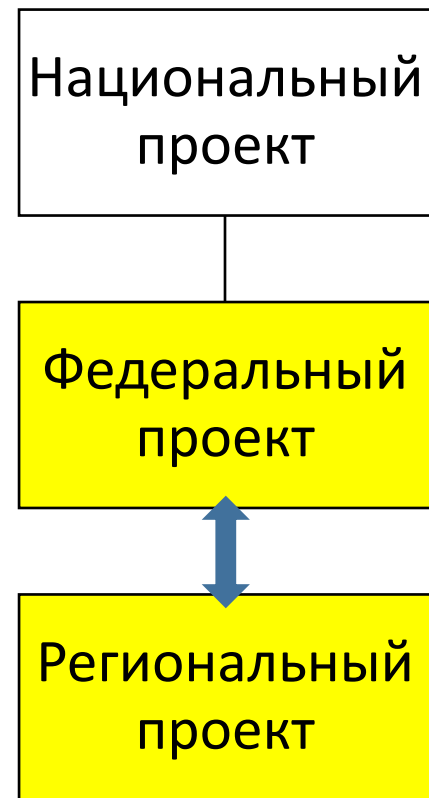 Национальный
проект
Федеральный
проект
Региональный
проект